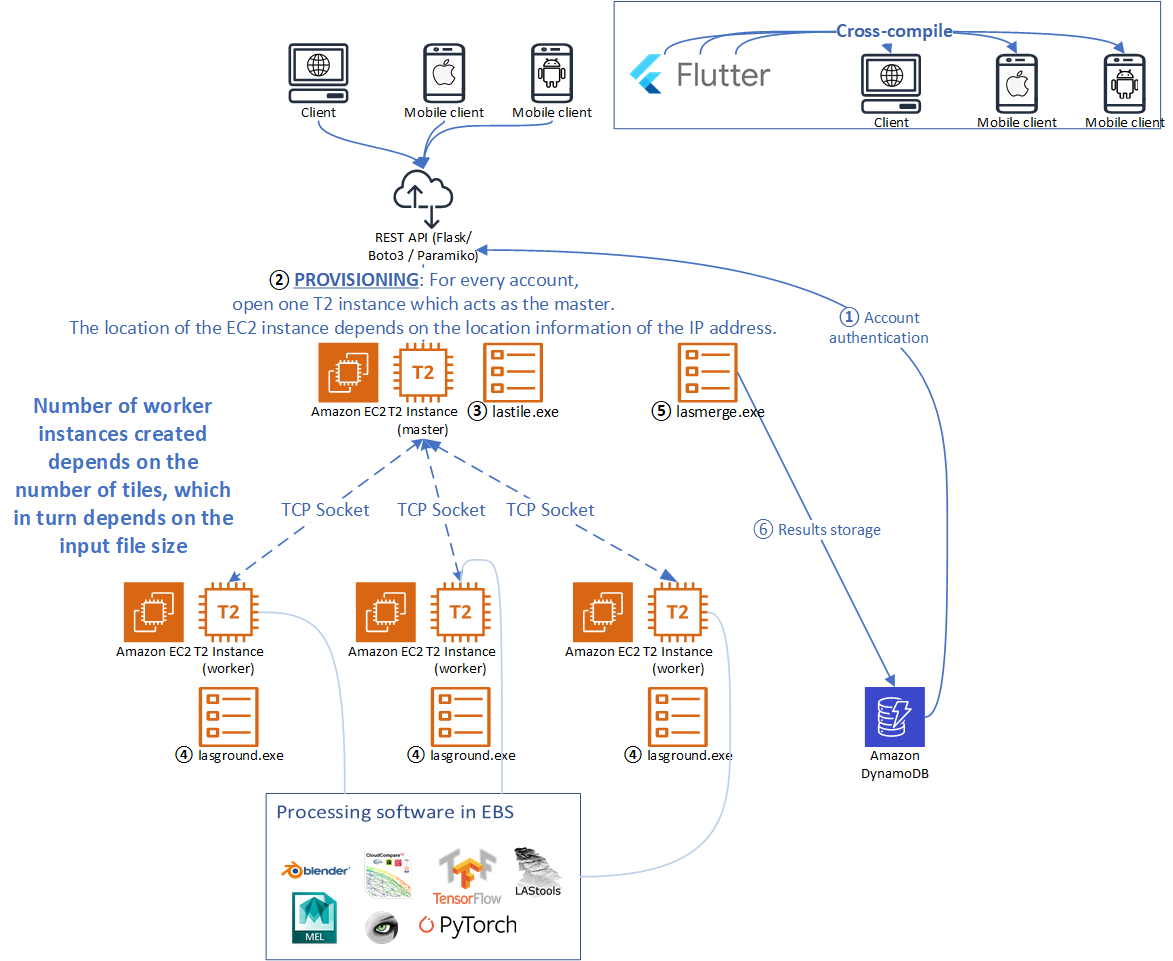 Cross-compile
Flutter
Client
Mobile client
Mobile client
Client
Mobile client
Mobile client
REST API (Flask/
Boto3 / Paramiko)
② PROVISIONING: For every account,
open one T2 instance which acts as the master.
The location of the EC2 instance depends on the location information of the IP address.
① Account
authentication
T2
Amazon EC2
T2 Instance
(master)
③ lastile.exe
⑤ lasmerge.exe
Number of worker
instances created
depends on the
number of tiles, which
in turn depends on the
input file size
TCP Socket
TCP Socket
TCP Socket
⑥ Results storage
T2
T2
T2
Amazon EC2
T2 Instance
(worker)
Amazon EC2
T2 Instance
(worker)
Amazon EC2
T2 Instance
(worker)
④ lasground.exe
④ lasground.exe
④ lasground.exe
Amazon
DynamoDB
Processing software in EBS
blender
CloudCompare
TensorFlow
LAStools
MEL
PyTorch